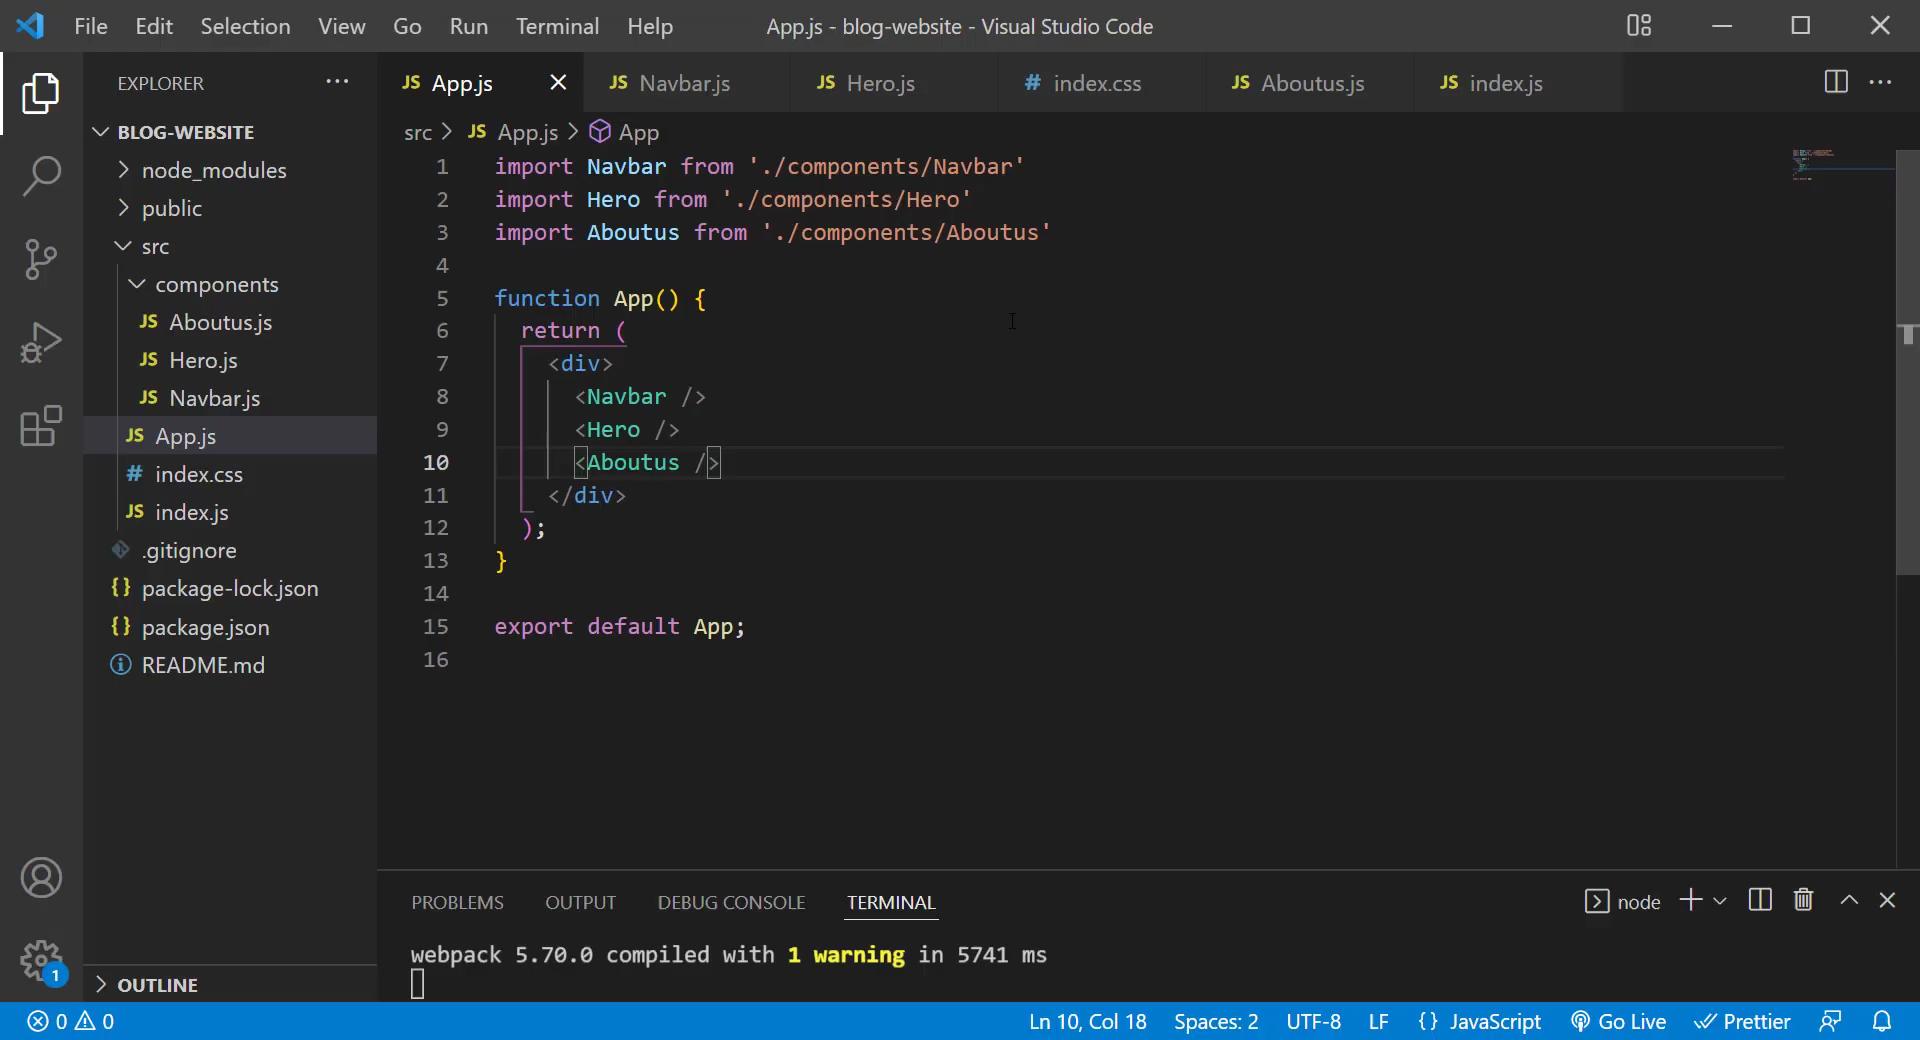 File Edit Selection View Go Run Terminal Help App.js - blog-website - Visual Studio Code
EXPLORER
BLOG-WEBSITE
node_modules
public
src
components
JS Aboutus.js
JS Hero.js
JS Navbar.js
JS App.js
# index.css
JS index.js
.gitignore
{} package-lock.json
{} package.json
README.md
OUTLINE
1
JS App.js JS Navbar.js JS Hero.js # index.css JS Aboutus.js JS index.js
src > JS App.js > App
1 import Navbar from './components/Navbar'
2 import Hero from './components/Hero'
3 import Aboutus from './components/Aboutus'
4
5 function App() {
6 return (
7 <div>
8 <Navbar />
9 <Hero />
10 <Aboutus />
11 </div>
12 );
13 }
14
15 export default App;
16
PROBLEMS OUTPUT DEBUG CONSOLE TERMINAL node
webpack 5.70.0 compiled with 1 warning in 5741 ms
0 0 Ln 10, Col 18 Spaces: 2 UTF-8 LF {} JavaScript Go Live Prettier